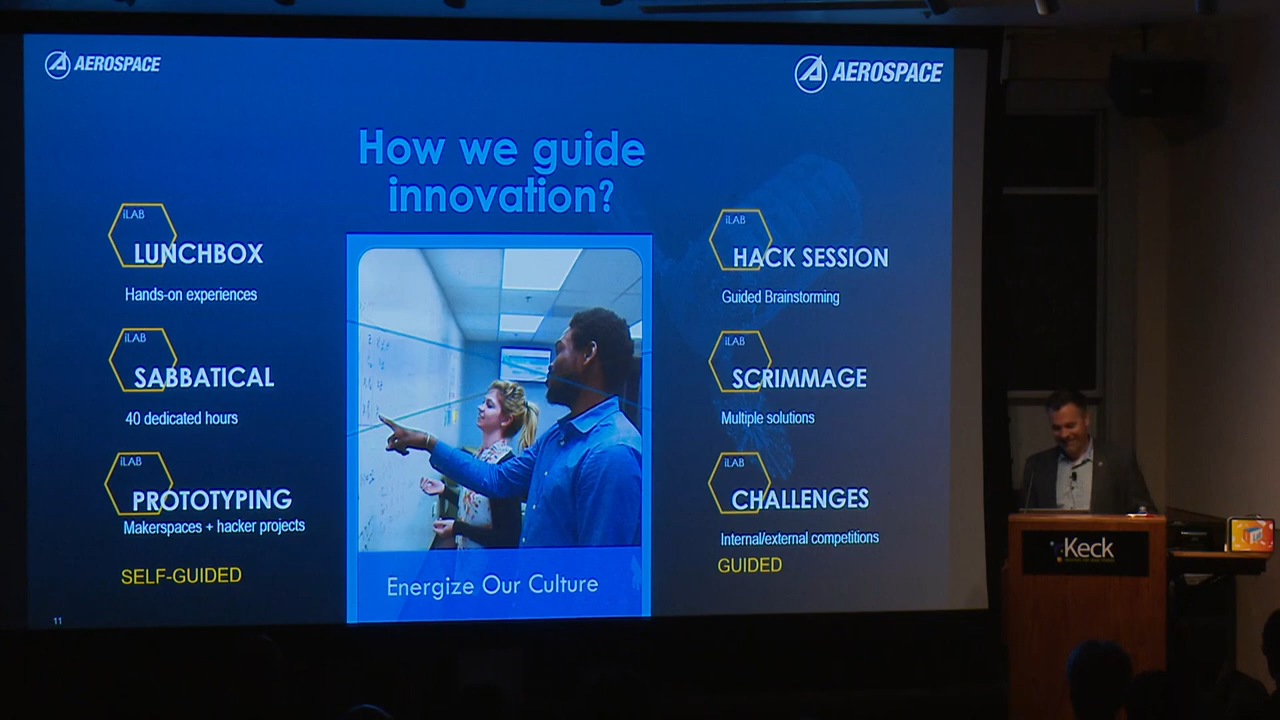 AEROSPACE
AEROSPACE
How we guide
innovation?
iLAB
LUNCHBOX
Hands-on experiences
iLAB
SABBATICAL
40 dedicated hours
iLAB
PROTOTYPING
Makerspaces + hacker projects
SELF-GUIDED
Energize Our Culture
iLAB
HACK SESSION
Guided Brainstorming
iLAB
SCRIMMAGE
Multiple solutions
iLAB
CHALLENGES
Internal/external competitions
GUIDED
11
Keck